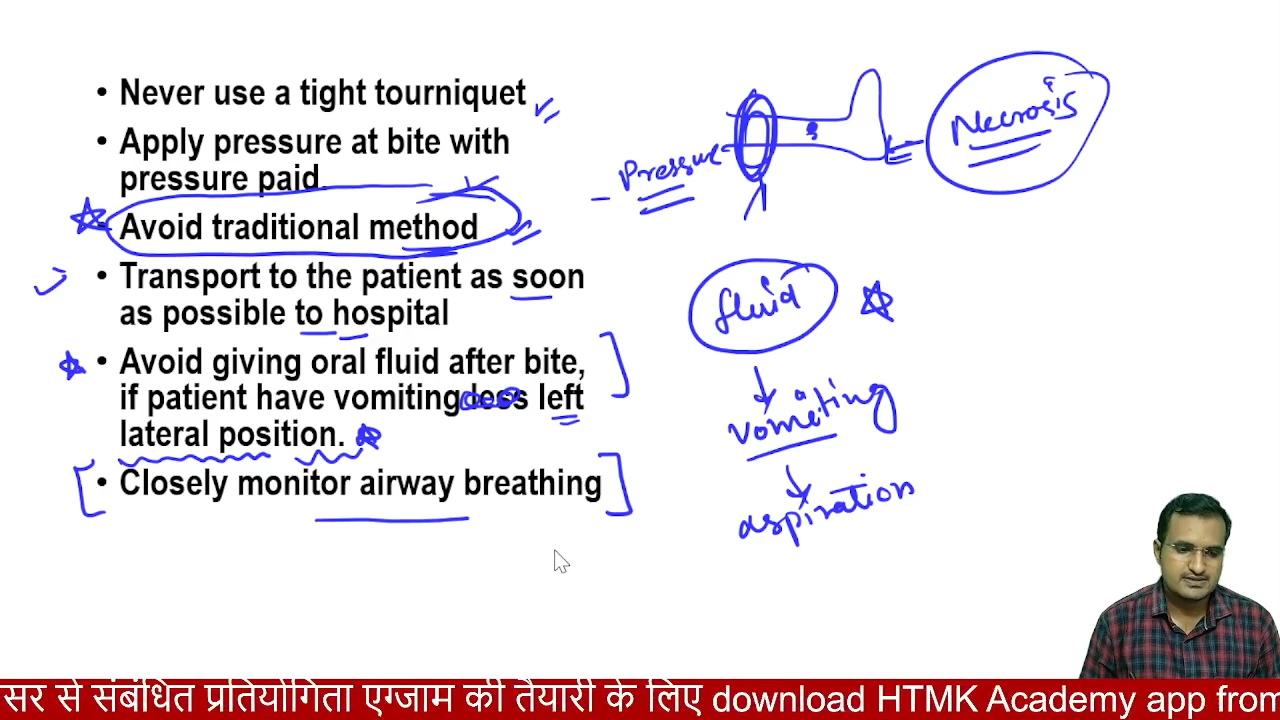 • Never use a tight tourniquet
• Apply pressure at bite with
pressure paid.
• Avoid traditional method
• Transport to the patient as soon
as possible to hospital
• Avoid giving oral fluid after bite,
if patient have vomiting less left
lateral position.
• Closely monitor airway breathing
Pressure
Necrosis
fluid
vomiting
aspiration
सर से संबंधित प्रतियोगिता एग्जाम की तैयारी के लिए download HTMK Academy app from